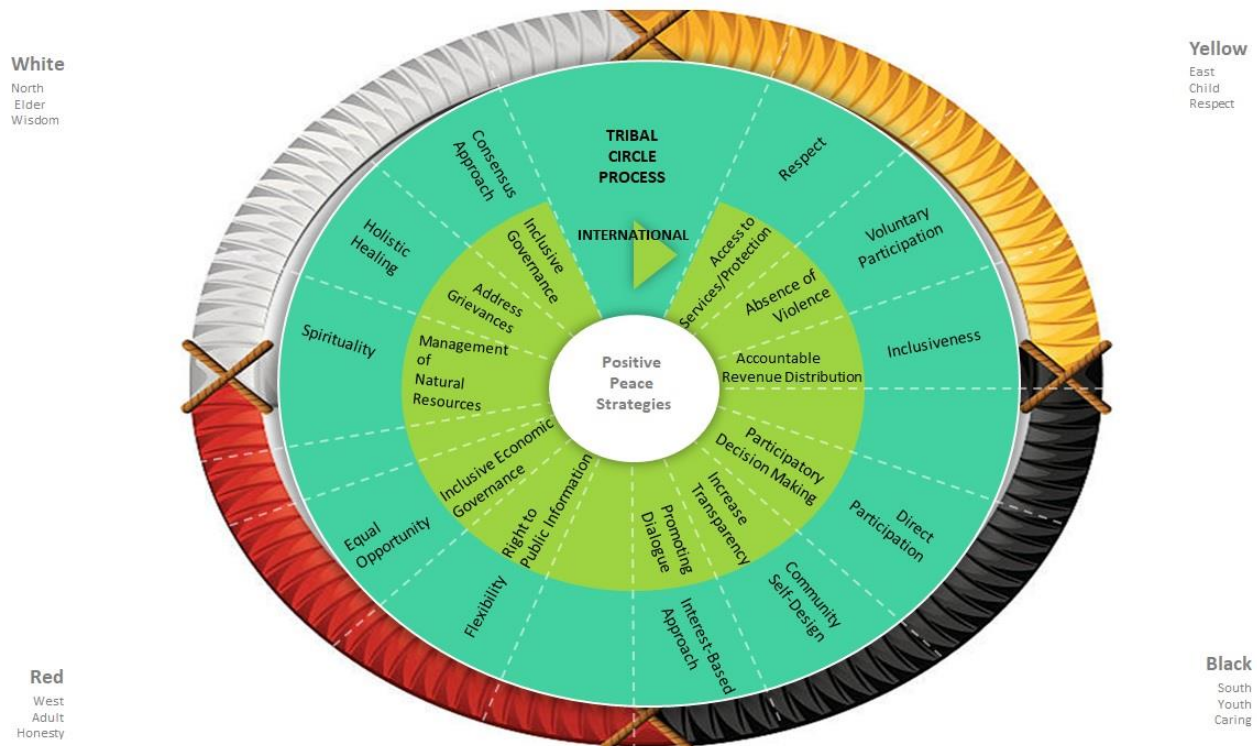 White
North
Elder
Wisdom
Yellow
East
Child
Respect
TRIBAL
CIRCLE
PROCESS
INTERNATIONAL
Respect
Voluntary
Participation
Inclusiveness
Direct
Participation
Community
Self-Design
Interest-Based
Approach
Flexibility
Equal
Opportunity
Spirituality
Holistic
Healing
Consensus
Approach
Access to
Services/Protection
Absence of
Violence
Accountable
Revenue Distribution
Participatory
Decision Making
Increase
Transparency
Promoting
Dialogue
Right to
Public Information
Inclusive Economic
Governance
Management
of
Natural
Resources
Address
Grievances
Inclusive
Governance
Positive
Peace
Strategies
Red
West
Adult
Honesty
Black
South
Youth
Caring